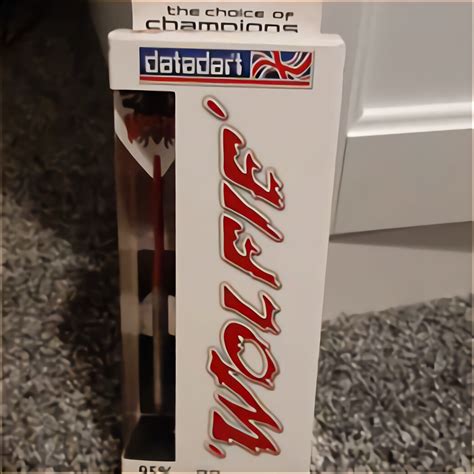 the choice of
champions
datadart
'WOLFIE'
95%